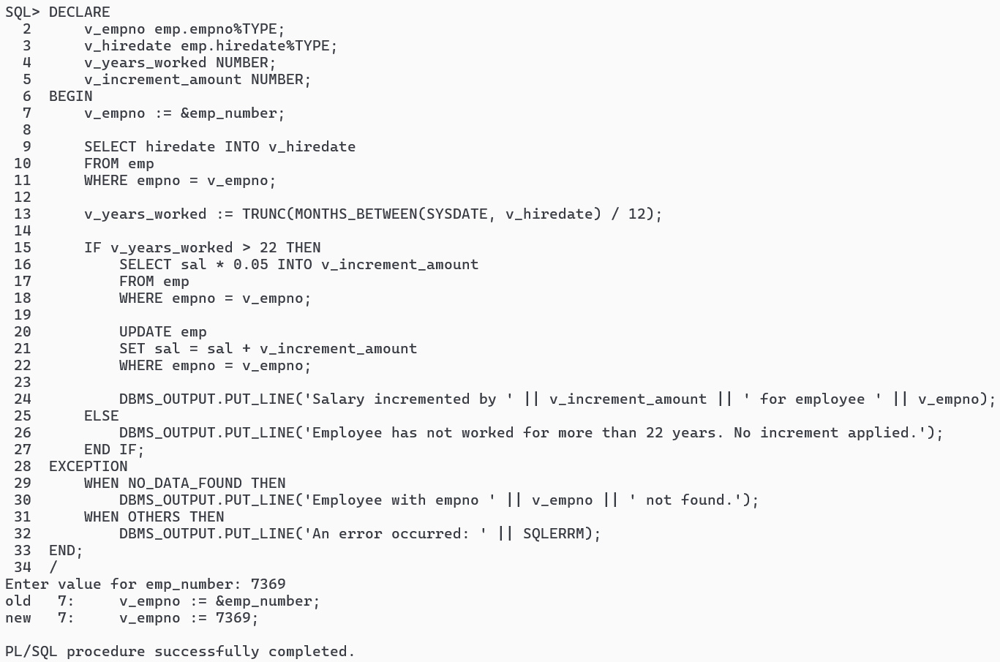 SQL> DECLARE
  2      v_empno emp.empno%TYPE;
  3      v_hiredate emp.hiredate%TYPE;
  4      v_years_worked NUMBER;
  5      v_increment_amount NUMBER;
  6  BEGIN
  7      v_empno := &emp_number;
  8
  9      SELECT hiredate INTO v_hiredate
 10      FROM emp
 11      WHERE empno = v_empno;
 12
 13      v_years_worked := TRUNC(MONTHS_BETWEEN(SYSDATE, v_hiredate) / 12);
 14
 15      IF v_years_worked > 22 THEN
 16          SELECT sal * 0.05 INTO v_increment_amount
 17          FROM emp
 18          WHERE empno = v_empno;
 19
 20          UPDATE emp
 21          SET sal = sal + v_increment_amount
 22          WHERE empno = v_empno;
 23
 24          DBMS_OUTPUT.PUT_LINE('Salary incremented by ' || v_increment_amount || ' for employee ' || v_empno);
 25      ELSE
 26          DBMS_OUTPUT.PUT_LINE('Employee has not worked for more than 22 years. No increment applied.');
 27      END IF;
 28  EXCEPTION
 29      WHEN NO_DATA_FOUND THEN
 30          DBMS_OUTPUT.PUT_LINE('Employee with empno ' || v_empno || ' not found.');
 31      WHEN OTHERS THEN
 32          DBMS_OUTPUT.PUT_LINE('An error occurred: ' || SQLERRM);
 33  END;
 34  /
Enter value for emp_number: 7369
old   7:     v_empno := &emp_number;
new   7:     v_empno := 7369;

PL/SQL procedure successfully completed.